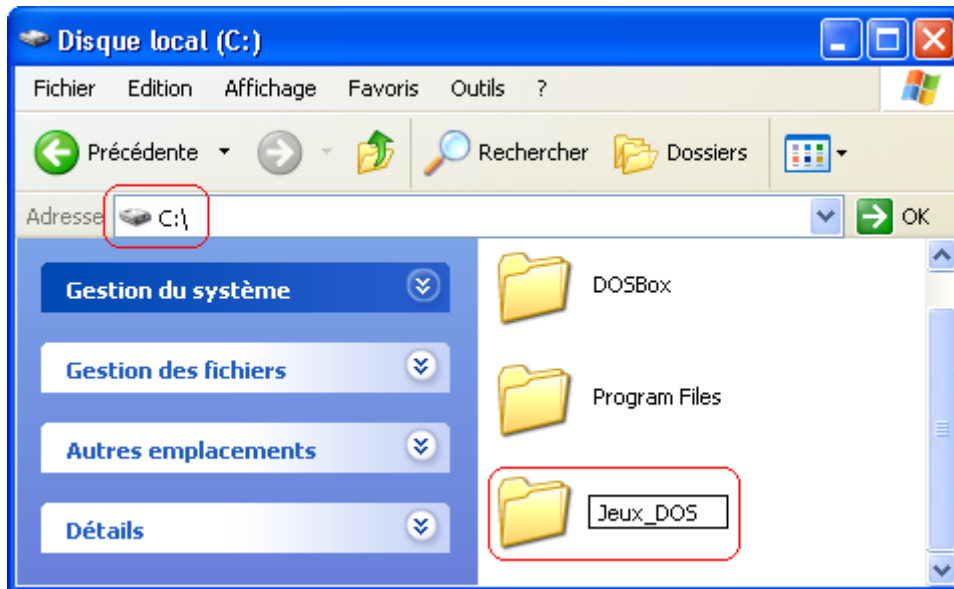 Disque local (C:)
Fichier Edition Affichage Favoris Outils ?
Précédente Rechercher Dossiers
Adresse C:\ OK
Gestion du système
Gestion des fichiers
Autres emplacements
Détails
DOSBox
Program Files
Jeux_DOS